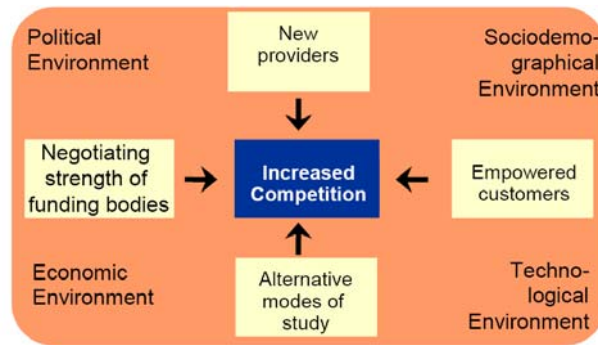 Political
Environment
New
providers
Sociodemo-
graphical
Environment
Negotiating
strength of
funding bodies
Increased
Competition
Empowered
customers
Economic
Environment
Alternative
modes of
study
Techno-
logical
Environment